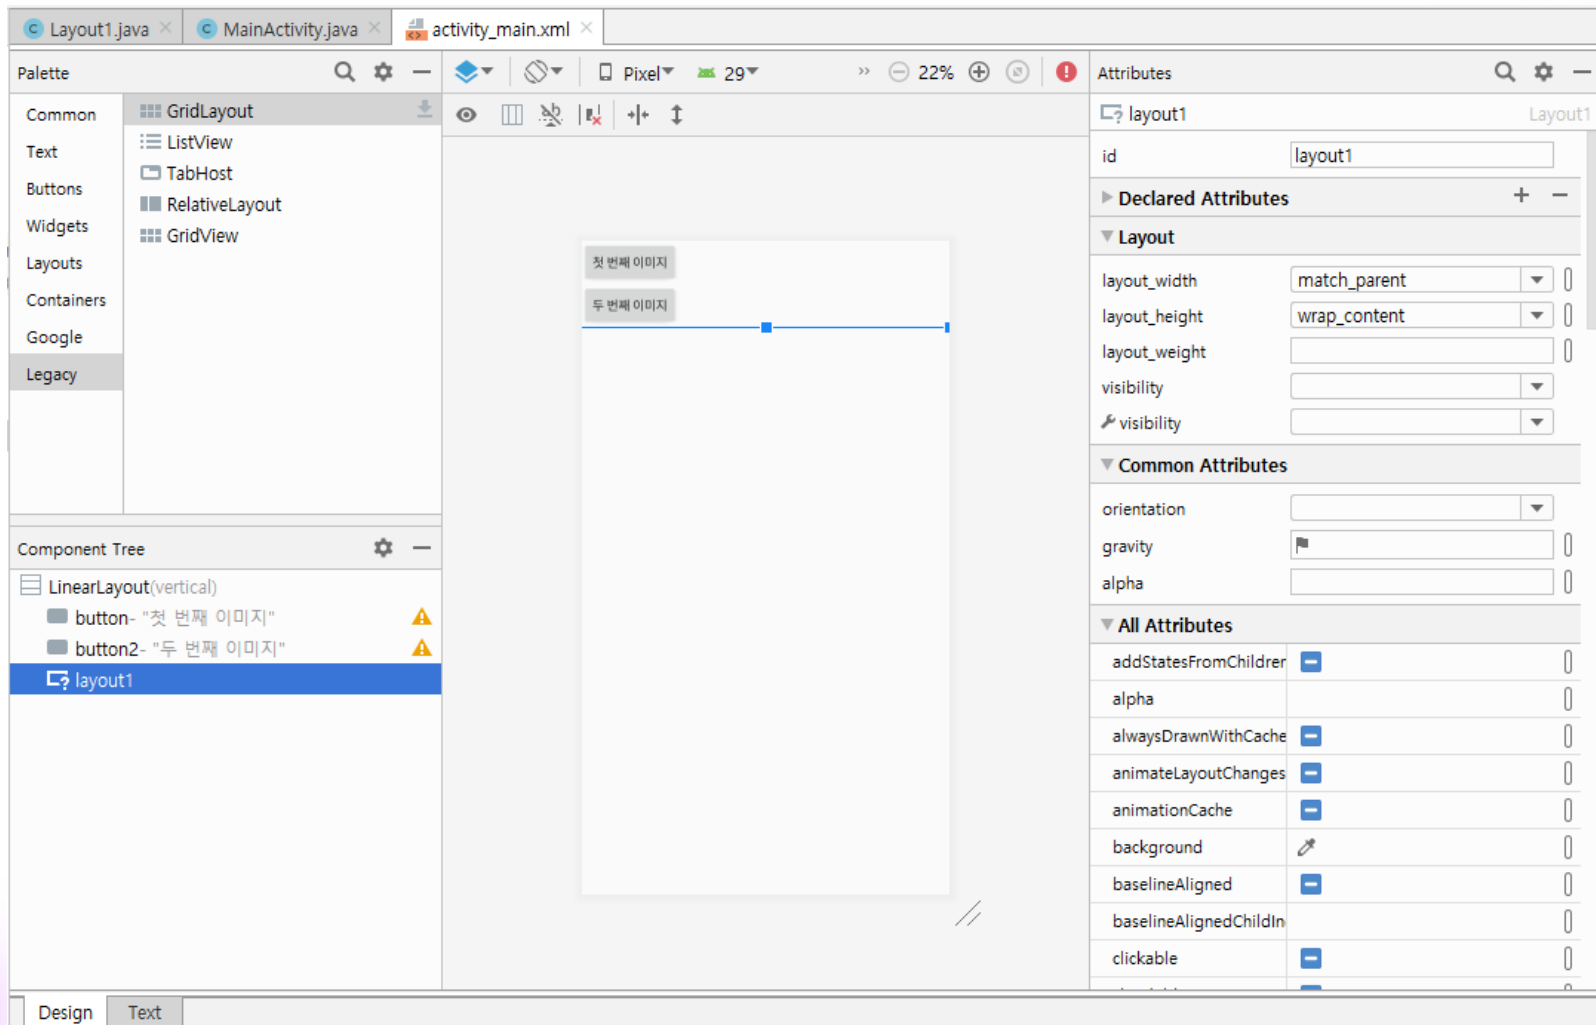 Layout1.java
MainActivity.java
activity_main.xml
Palette
Common
Text
Buttons
Widgets
Layouts
Containers
Google
Legacy
GridLayout
ListView
TabHost
RelativeLayout
GridView
Component Tree
LinearLayout(vertical)
button- "첫 번째 이미지"
button2- "두 번째 이미지"
layout1
Pixel
29
22%
첫 번째 이미지
두 번째 이미지
Attributes
layout1 Layout1
id layout1
Declared Attributes
Layout
layout_width match_parent
layout_height wrap_content
layout_weight
visibility
visibility
Common Attributes
orientation
gravity
alpha
All Attributes
addStatesFromChildren
alpha
alwaysDrawnWithCache
animateLayoutChanges
animationCache
background
baselineAligned
baselineAlignedChildIn
clickable
Design Text